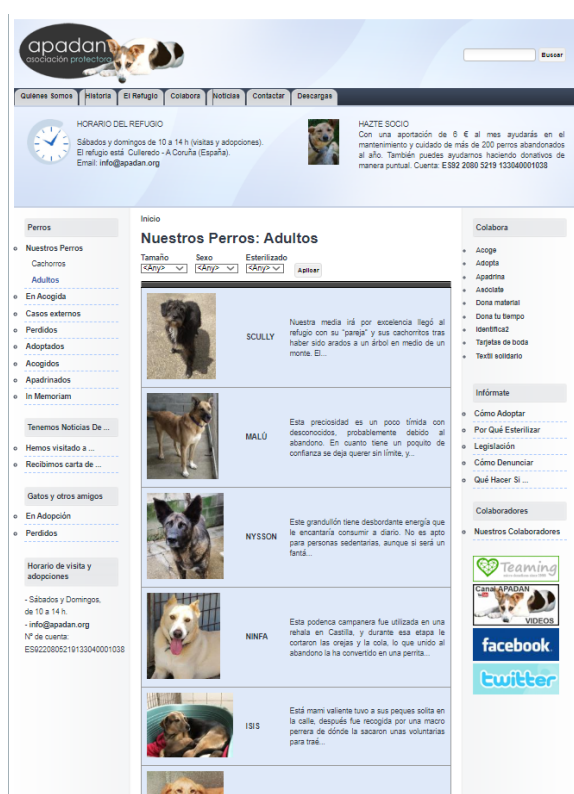 apadan
asociación protectora
Buscar
Quiénes Somos
Historia
El Refugio
Colabora
Noticias
Contactar
Descargas
HORARIO DEL REFUGIO
Sábados y domingos de 10 a 14 h (visitas y adopciones).
El refugio está Culleredo - A Coruña (España).
Email: info@apadan.org
HAZTE SOCIO
Con una aportación de 6 € al mes ayudarás en el
mantenimiento y cuidado de más de 200 perros abandonados
al año. También puedes ayudarnos haciendo donativos de
manera puntual. Cuenta: ES92 2080 5219 133040001038
Perros
Nuestros Perros
Cachorros
Adultos
En Acogida
Casos externos
Perdidos
Adoptados
Acogidos
Apadrinados
In Memoriam
Tenemos Noticias De ...
Hemos visitado a ...
Recibimos carta de ...
Gatos y otros amigos
En Adopción
Perdidos
Horario de visita y
adopciones
- Sábados y Domingos,
de 10 a 14 h.
- info@apadan.org
Nº de cuenta:
ES9220805219133040001038
Inicio
Nuestros Perros: Adultos
Tamaño
Sexo
Esterilizado
<Any>
<Any>
<Any>
Aplicar
SCULLY
Nuestra media irá por excelencia llegó al
refugio con su "pareja" y sus cachorritos tras
haber sido atados a un árbol en medio de un
monte. El...
MALÚ
Esta preciosidad es un poco tímida con
desconocidos, probablemente debido al
abandono. En cuanto tiene un poquito de
confianza se deja querer sin límite, y...
NYSSON
Este grandullón tiene desbordante energía que
le encantaría consumir a diario. No es apto
para personas sedentarias, aunque si será un
fantá...
NINFA
Esta podenca campanera fue utilizada en una
rehala en Castilla, y durante esa etapa le
cortaron las orejas y la cola, lo que unido al
abandono la ha convertido en una perrita...
ISIS
Está mami valiente tuvo a sus peques solita en
la calle, después fue recogida por una macro
perrera de dónde la sacaron unas voluntarias
para traé...
Colabora
Acoge
Adopta
Apadrina
Asóciate
Dona material
Dona tu tiempo
Identifica2
Tarjetas de boda
Textil solidario
Infórmate
Cómo Adoptar
Por Qué Esterilizar
Legislación
Cómo Denunciar
Qué Hacer Si ...
Colaboradores
Nuestros Colaboradores
Teaming
Canal APADAN
VIDEOS
facebook
twitter